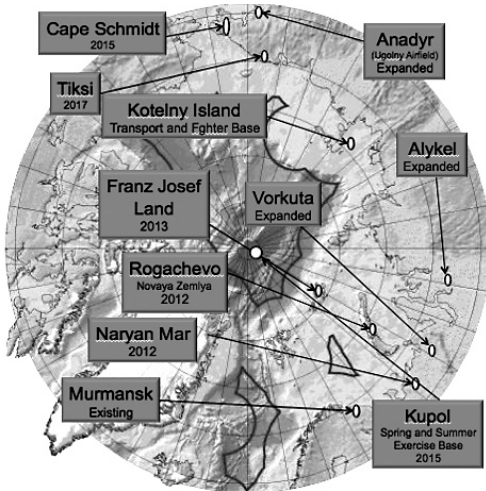 Cape Schmidt
2015
Anadyr
(Ugolny Airfield)
Expanded
Tiksi
2017
Kotelny Island
Transport and Fghter Base
Alykel
Expanded
Franz Josef
Land
2013
Vorkuta
Expanded
Rogachevo
Novaya Zemlya
2012
Naryan Mar
2012
Murmansk
Existing
Kupol
Spring and Summer
Exercise Base
2015